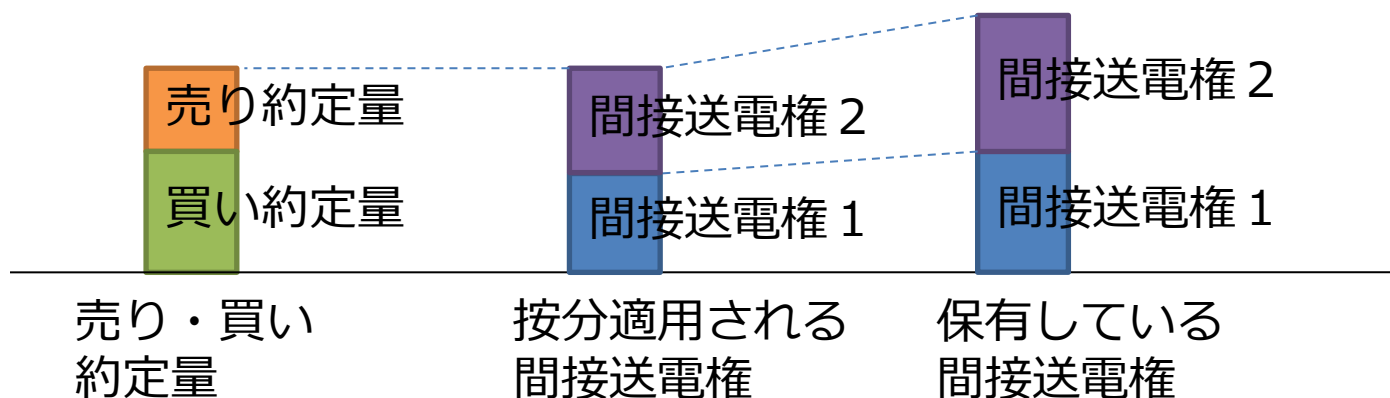 売り約定量
買い約定量
間接送電権２
間接送電権１
間接送電権２
間接送電権１
売り・買い
約定量
按分適用される
間接送電権
保有している
間接送電権